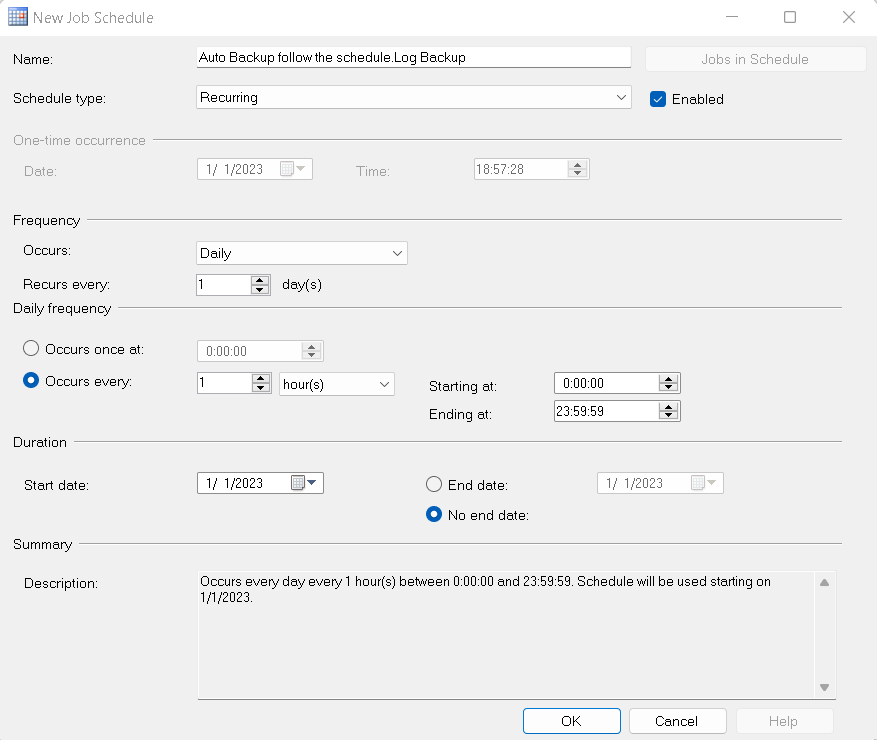 New Job Schedule
Name: Auto Backup follow the schedule.Log Backup Jobs in Schedule
Schedule type: Recurring Enabled
One-time occurrence
Date: 1/ 1/2023 Time: 18:57:28
Frequency
Occurs: Daily
Recurs every: 1 day(s)
Daily frequency
Occurs once at: 0:00:00
Occurs every: 1 hour(s) Starting at: 0:00:00
Ending at: 23:59:59
Duration
Start date: 1/ 1/2023 End date: 1/ 1/2023
No end date:
Summary
Description: Occurs every day every 1 hour(s) between 0:00:00 and 23:59:59. Schedule will be used starting on
1/1/2023.
OK Cancel Help